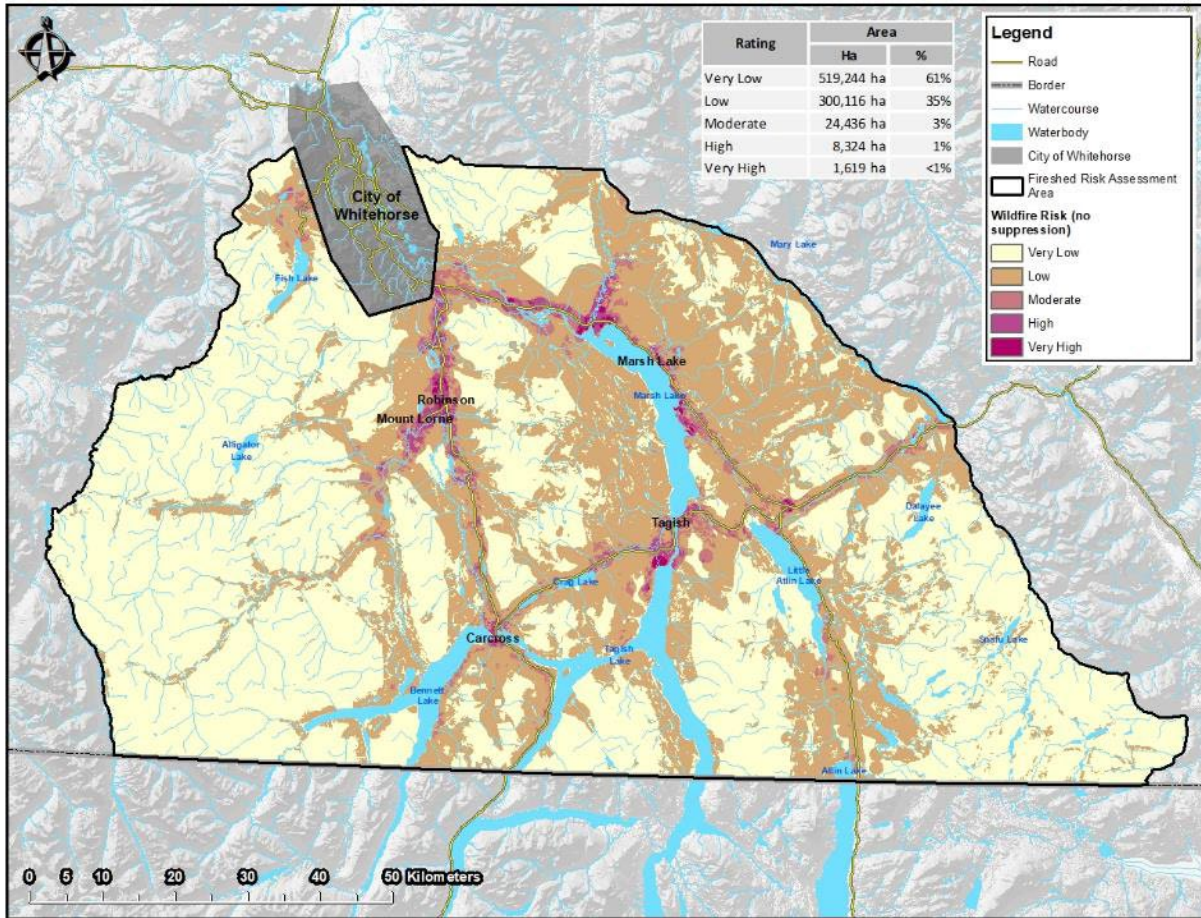 Rating
Area
Ha
%
Very Low 519,244 ha 61%
Low 300,116 ha 35%
Moderate 24,436 ha 3%
High 8,324 ha 1%
Very High 1,619 ha <1%
Legend
Road
Border
Watercourse
Waterbody
City of Whitehorse
Fireshed Risk Assessment
Area
Wildfire Risk (no
suppression)
Very Low
Low
Moderate
High
Very High
City of
Whitehorse
Mary Lake
Fish Lake
Marsh Lake
Marsh Lake
Robinson
Mount Lorne
Alligator
Lake
Dalayee
Lake
Tagish
Little
Atlin Lake
Crag Lake
Snafu Lake
Carcross
Tagish
Lake
Bennett
Lake
Atlin Lake
0 5 10 20 30 40 50 Kilometers